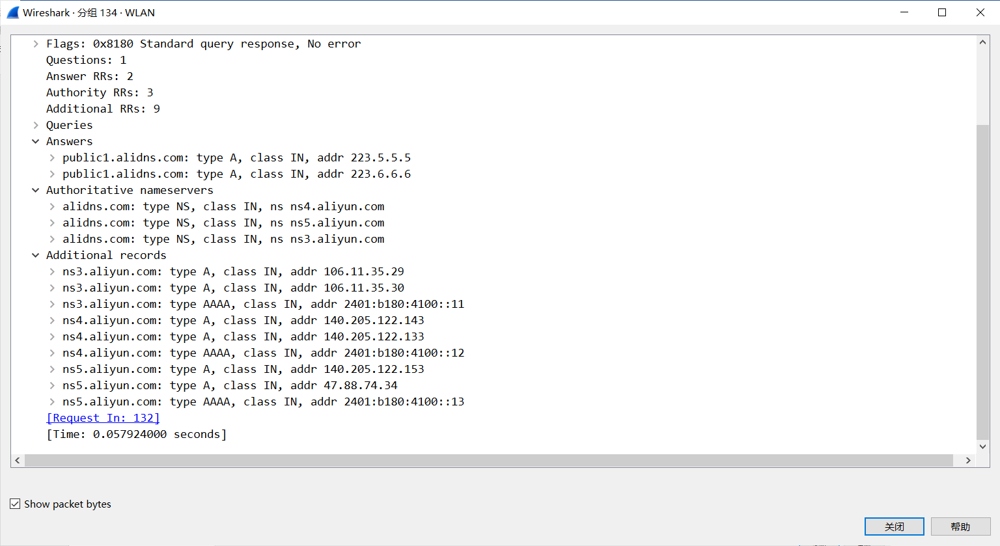 Wireshark · 分组 134 · WLAN
Flags: 0x8180 Standard query response, No error
Questions: 1
Answer RRs: 2
Authority RRs: 3
Additional RRs: 9
Queries
Answers
public1.alidns.com: type A, class IN, addr 223.5.5.5
public1.alidns.com: type A, class IN, addr 223.6.6.6
Authoritative nameservers
alidns.com: type NS, class IN, ns ns4.aliyun.com
alidns.com: type NS, class IN, ns ns5.aliyun.com
alidns.com: type NS, class IN, ns ns3.aliyun.com
Additional records
ns3.aliyun.com: type A, class IN, addr 106.11.35.29
ns3.aliyun.com: type A, class IN, addr 106.11.35.30
ns3.aliyun.com: type AAAA, class IN, addr 2401:b180:4100::11
ns4.aliyun.com: type A, class IN, addr 140.205.122.143
ns4.aliyun.com: type A, class IN, addr 140.205.122.133
ns4.aliyun.com: type AAAA, class IN, addr 2401:b180:4100::12
ns5.aliyun.com: type A, class IN, addr 140.205.122.153
ns5.aliyun.com: type A, class IN, addr 47.88.74.34
ns5.aliyun.com: type AAAA, class IN, addr 2401:b180:4100::13
[Request In: 132]
[Time: 0.057924000 seconds]
Show packet bytes
关闭
帮助